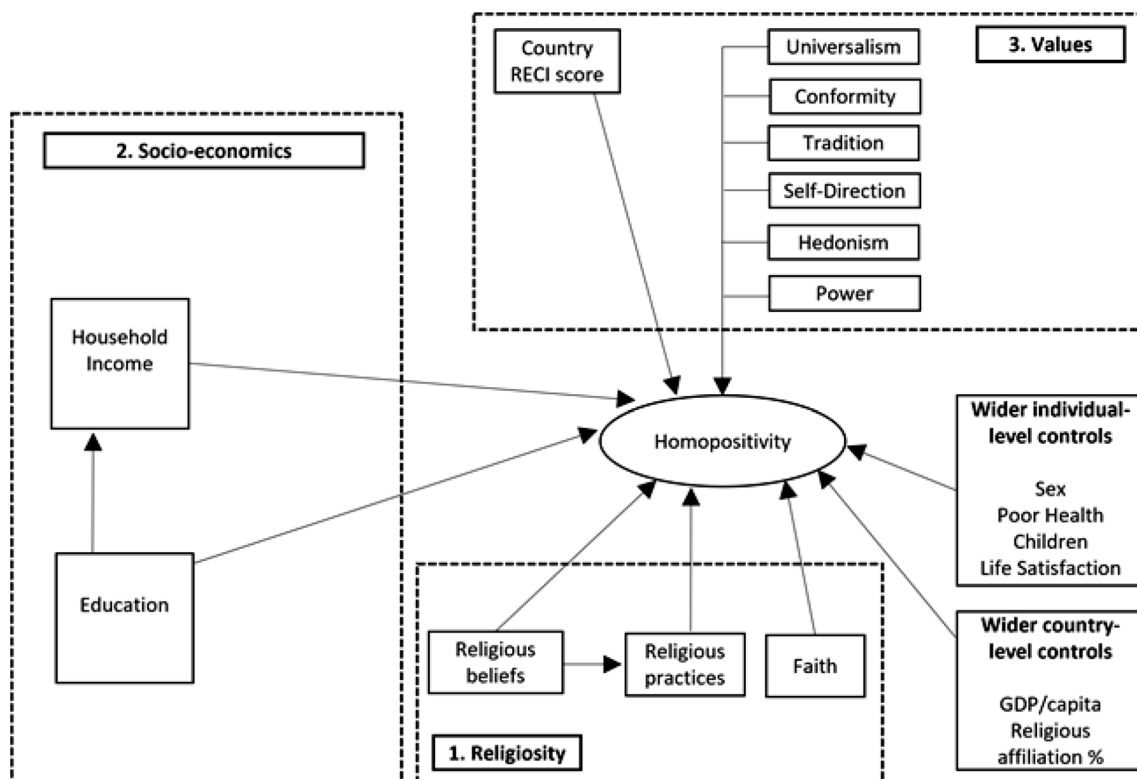 Country
RECI score
Universalism
3. Values
Conformity
Tradition
Self-Direction
Hedonism
Power
2. Socio-economics
Household
Income
Education
Homopositivity
Wider individual-
level controls
Sex
Poor Health
Children
Life Satisfaction
Religious
beliefs
Religious
practices
Faith
1. Religiosity
Wider country-
level controls
GDP/capita
Religious
affiliation %